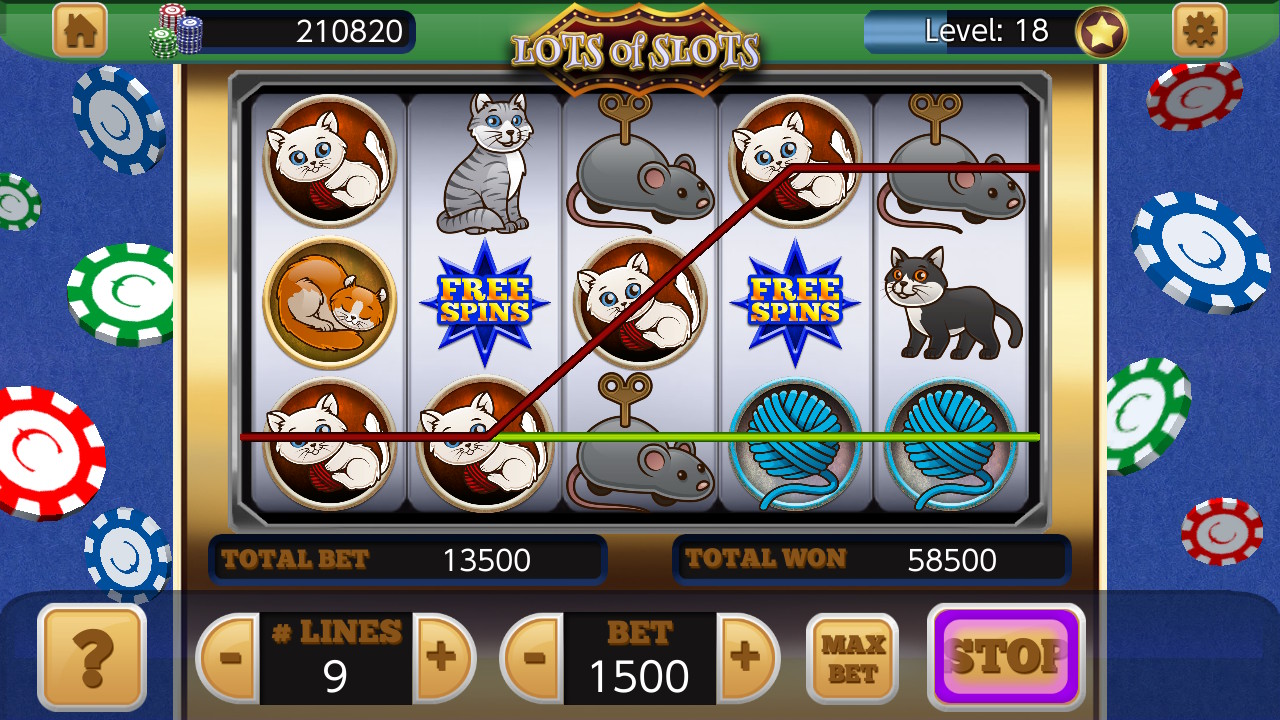 210820
LOTS of SLOTS
Level: 18
FREE
SPINS
FREE
SPINS
TOTAL BET 13500
TOTAL WON 58500
?
- # LINES 9 +
- BET 1500 +
MAX
BET
STOP